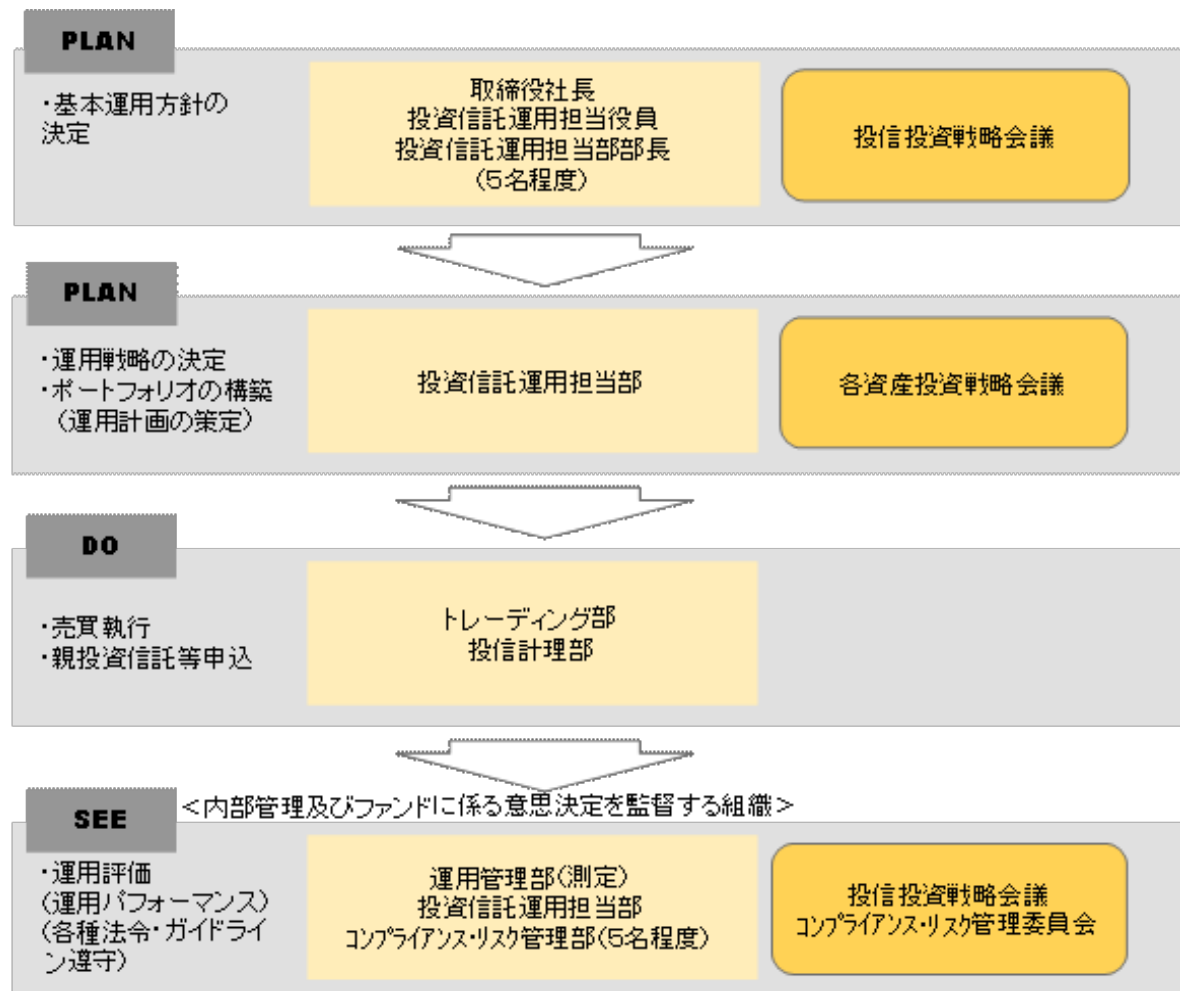 PLAN
・基本運用方針の
決定
取締役社長
投資信託運用担当役員
投資信託運用担当部部長
(5名程度)
投信投資戦略会議
PLAN
・運用戦略の決定
・ポートフォリオの構築
(運用計画の策定)
投資信託運用担当部
各資産投資戦略会議
DO
・売買執行
・親投資信託等申込
トレーディング部
投信計理部
SEE
<内部管理及びファンドに係る意思決定を監督する組織>
・運用評価
(運用パフォーマンス)
(各種法令・ガイドライ
ン遵守)
運用管理部(測定)
投資信託運用担当部
コンプライアンス・リスク管理部(5名程度)
投信投資戦略会議
コンプライアンス・リスク管理委員会